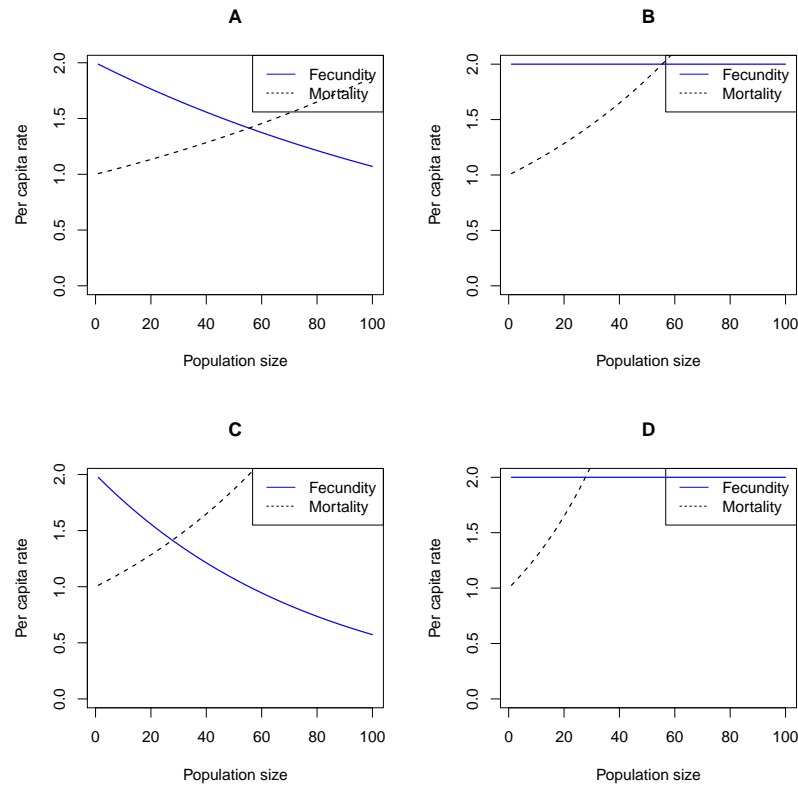 A
Fecundity
Mortality
Per capita rate
0.0 0.5 1.0 1.5 2.0
0 20 40 60 80 100
Population size
B
Fecundity
Mortality
Per capita rate
0.0 0.5 1.0 1.5 2.0
0 20 40 60 80 100
Population size
C
Fecundity
Mortality
Per capita rate
0.0 0.5 1.0 1.5 2.0
0 20 40 60 80 100
Population size
D
Fecundity
Mortality
Per capita rate
0.0 0.5 1.0 1.5 2.0
0 20 40 60 80 100
Population size